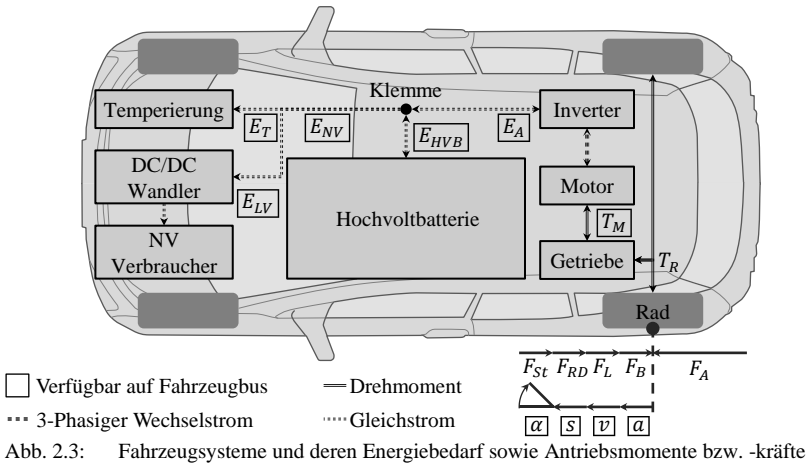 Klemme
Temperierung
E_T
E_NV
E_HVB
E_A
Inverter
DC/DC
Wandler
E_LV
Hochvoltbatterie
Motor
T_M
NV
Verbraucher
Getriebe
T_R
Rad
F_St F_RD F_L F_B F_A
α s v a
Verfügbar auf Fahrzeugbus
Drehmoment
3-Phasiger Wechselstrom
Gleichstrom
Abb. 2.3: Fahrzeugsysteme und deren Energiebedarf sowie Antriebsmomente bzw. -kräfte